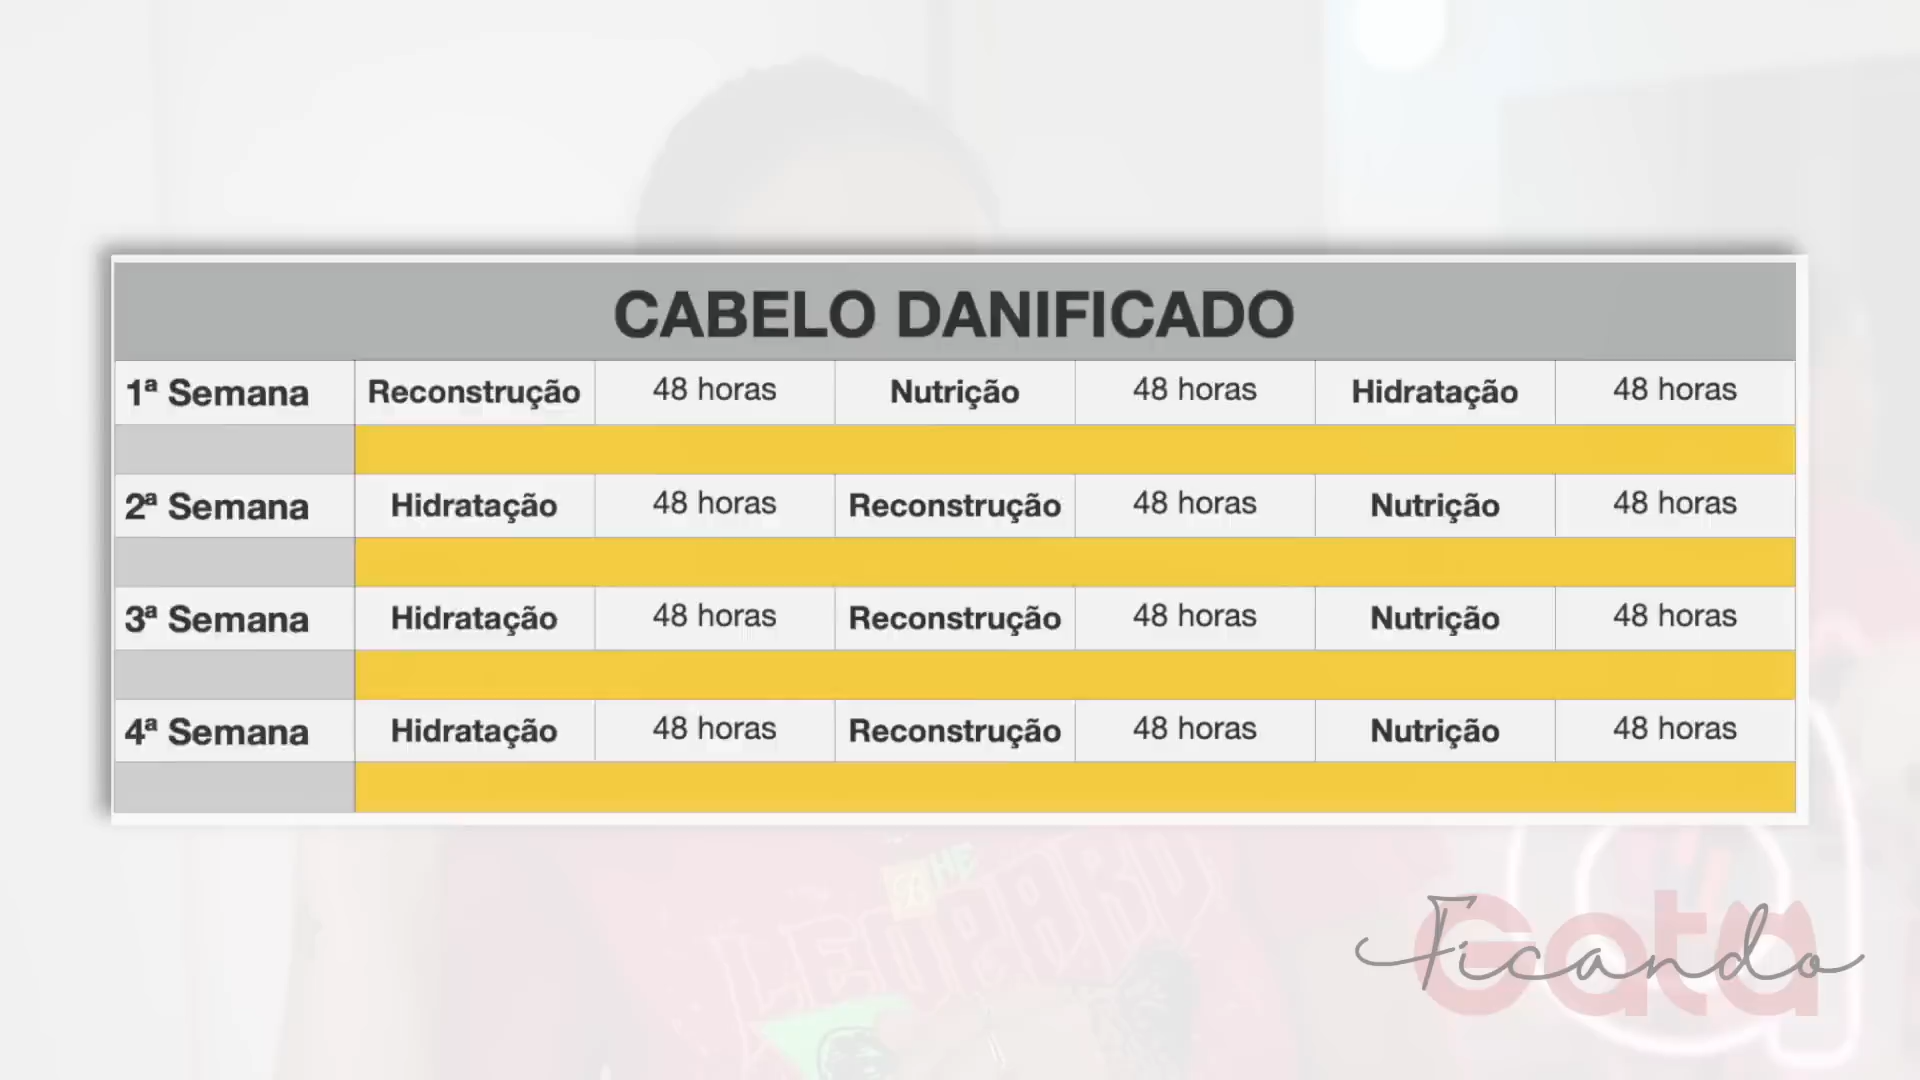 CABELO DANIFICADO
1ª Semana Reconstrução 48 horas Nutrição 48 horas Hidratação 48 horas
2ª Semana Hidratação 48 horas Reconstrução 48 horas Nutrição 48 horas
3ª Semana Hidratação 48 horas Reconstrução 48 horas Nutrição 48 horas
4ª Semana Hidratação 48 horas Reconstrução 48 horas Nutrição 48 horas
THE
LEOPARD
Ficando
Gata